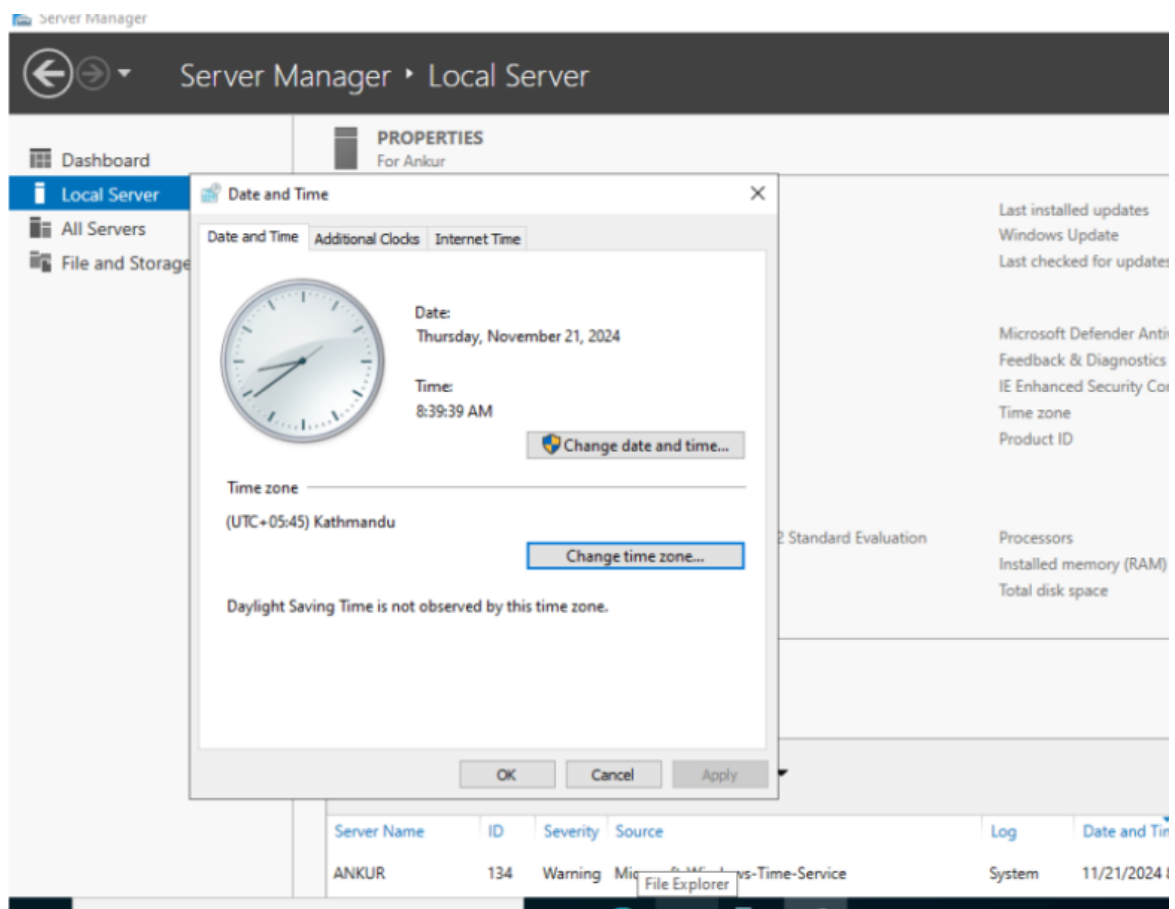 Server Manager
Server Manager ‣ Local Server
Dashboard
Local Server
All Servers
File and Storage
PROPERTIES
For Ankur
Date and Time
Date and Time Additional Clocks Internet Time
Date:
Thursday, November 21, 2024
Time:
8:39:39 AM
Change date and time...
Time zone
(UTC+05:45) Kathmandu
Change time zone...
Daylight Saving Time is not observed by this time zone.
OK Cancel Apply
Last installed updates
Windows Update
Last checked for updates
Microsoft Defender Anti
Feedback & Diagnostics
IE Enhanced Security Co
Time zone
Product ID
2 Standard Evaluation
Processors
Installed memory (RAM)
Total disk space
Server Name ID Severity Source Log Date and Ti
ANKUR 134 Warning -Time-Service System 11/21/2024 8
File Explorer